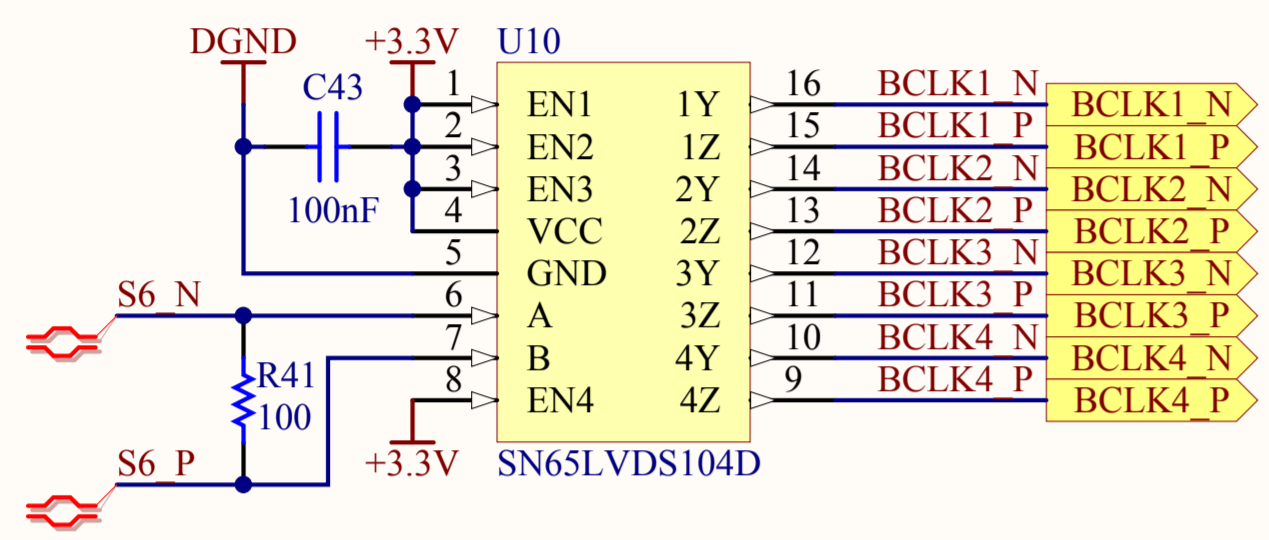 DGND
+3.3V
U10
C43
100nF
1
EN1
1Y
16
BCLK1_N
BCLK1_N
2
EN2
1Z
15
BCLK1_P
BCLK1_P
3
EN3
2Y
14
BCLK2_N
BCLK2_N
4
VCC
2Z
13
BCLK2_P
BCLK2_P
5
GND
3Y
12
BCLK3_N
BCLK3_N
S6_N
6
A
3Z
11
BCLK3_P
BCLK3_P
7
B
4Y
10
BCLK4_N
BCLK4_N
R41
100
8
EN4
4Z
9
BCLK4_P
BCLK4_P
S6_P
+3.3V
SN65LVDS104D